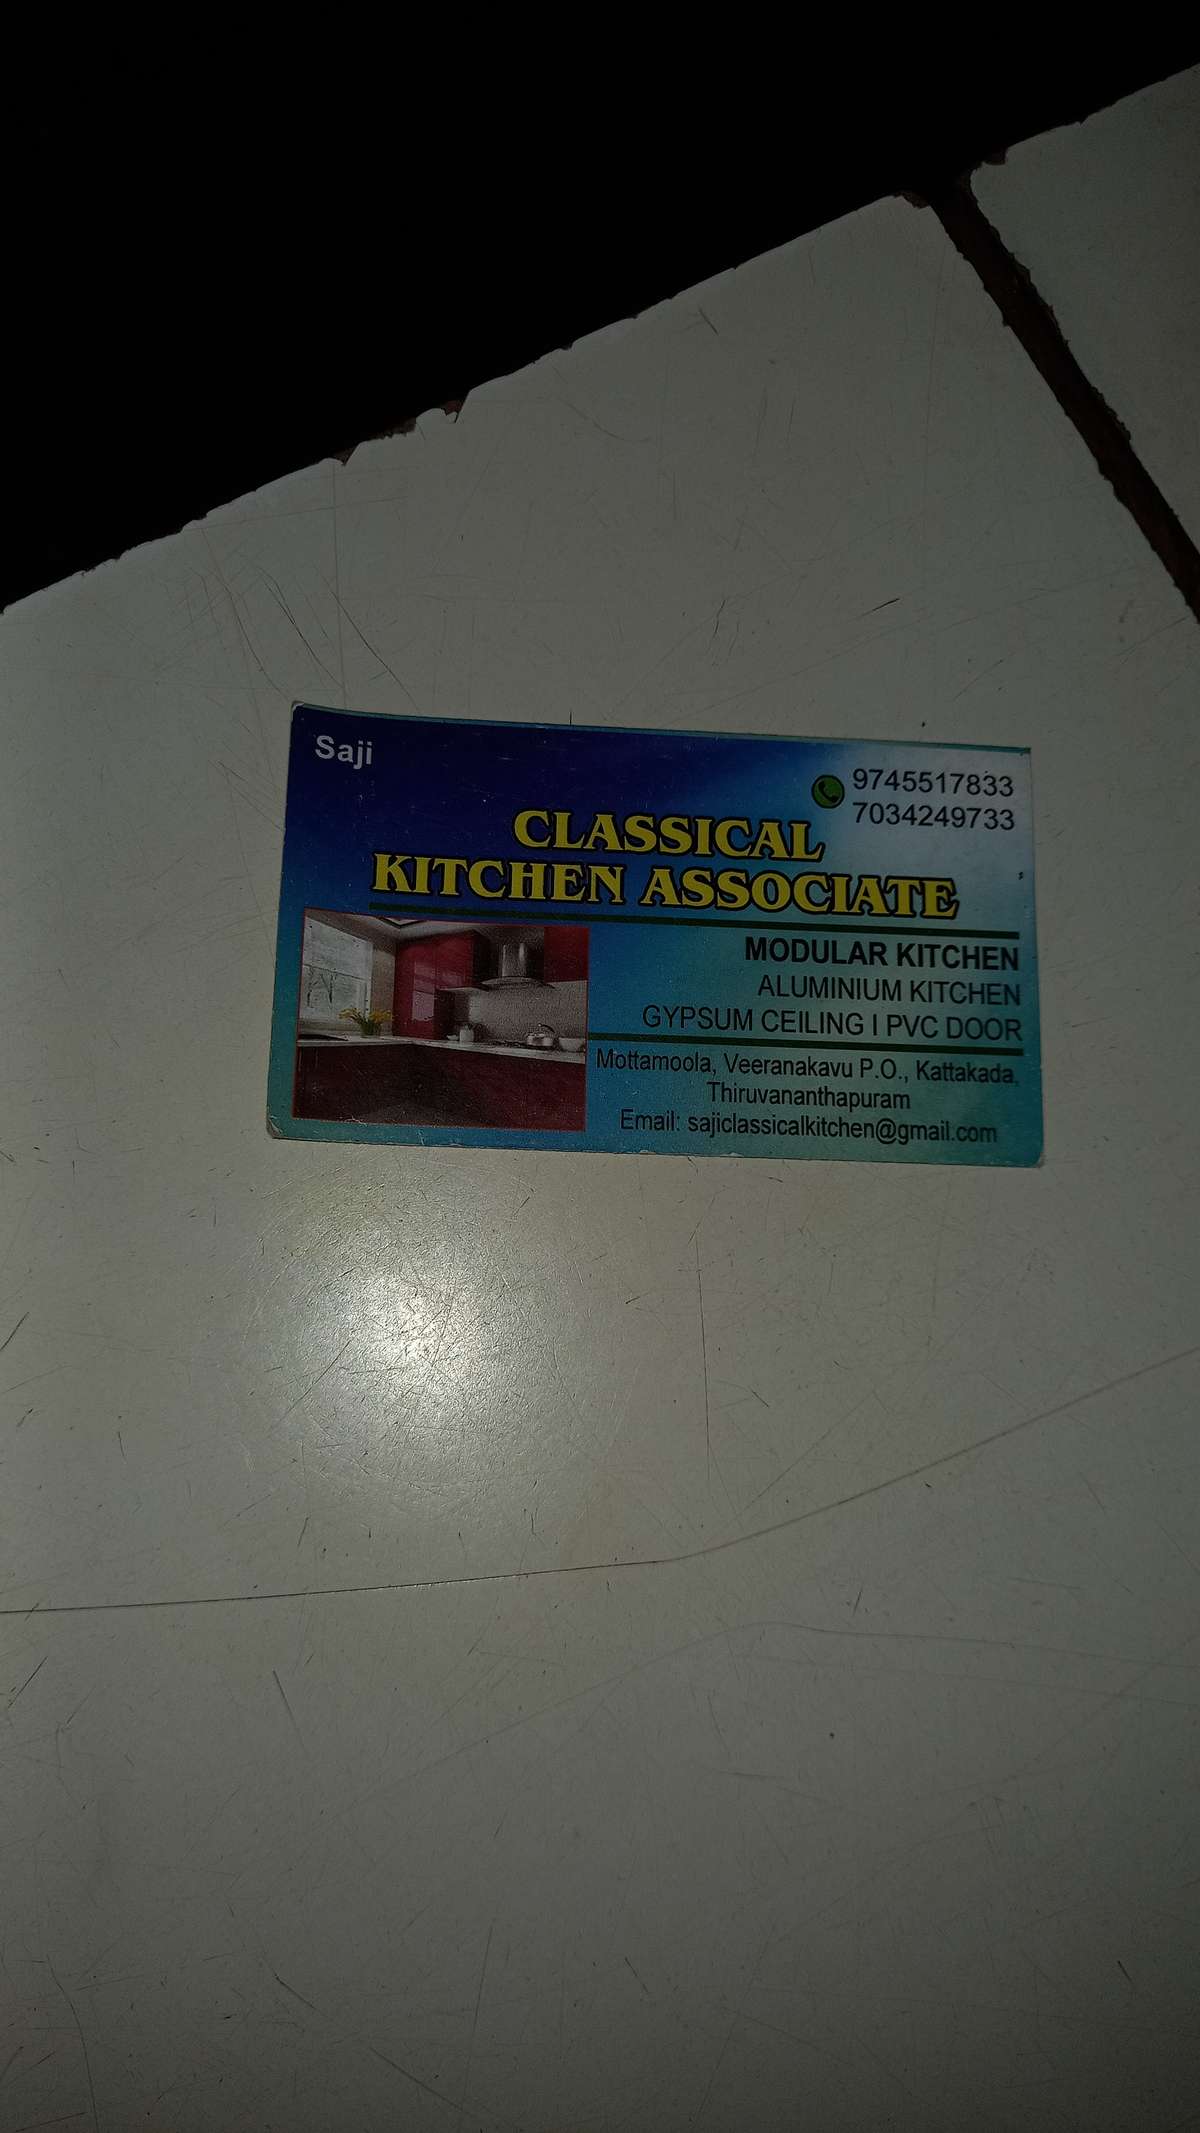 Saji
9745517833
7034249733
CLASSICAL
KITCHEN ASSOCIATE
MODULAR KITCHEN
ALUMINIUM KITCHEN
GYPSUM CEILING I PVC DOOR
Mottamoola, Veeranakavu P.O., Kattakada,
Thiruvananthapuram
Email: sajiclassicalkitchen@gmail.com